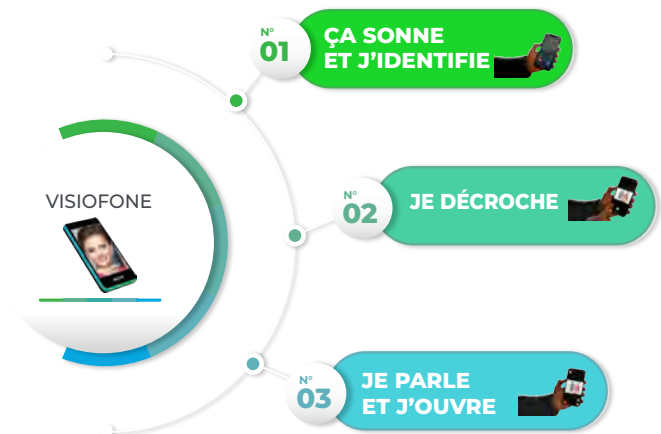 N°
01
ÇA SONNE
ET J'IDENTIFIE
VISIOFONE
N°
02
JE DÉCROCHE
N°
03
JE PARLE
ET J'OUVRE